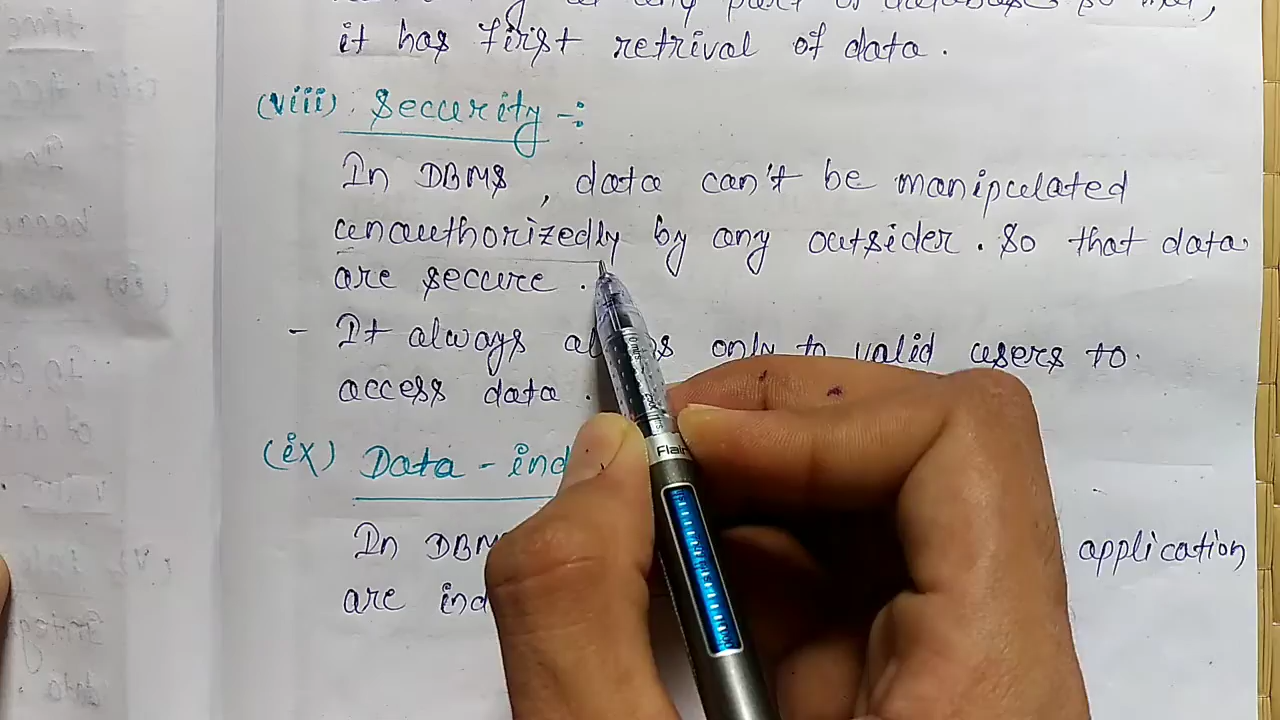 it has first retrival of data.
(viii) Security -:
In DBMS, data can't be manipulated
unauthorizedly by any outsider. So that data
are secure.
- It always only to valid users to
access data.
(ix) Data - ind
In DBM application
are ind
Flair